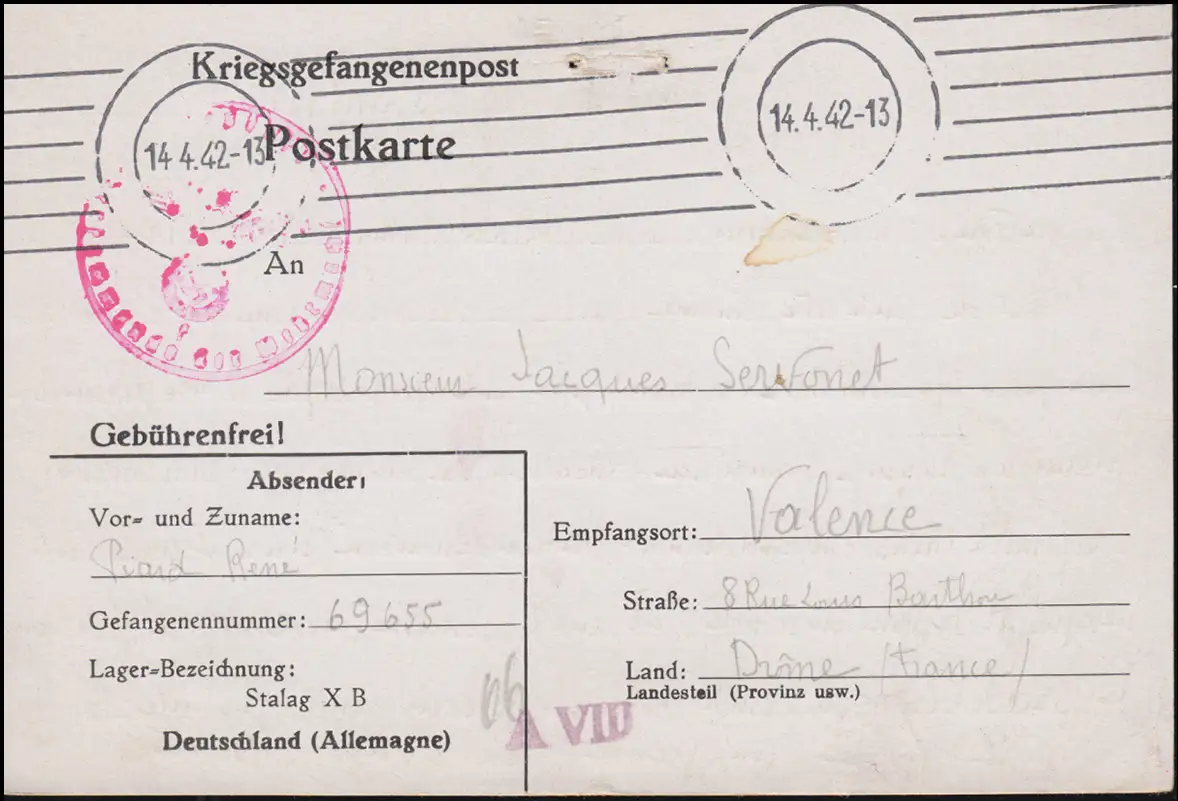 Kriegsgefangenenpost
14.4.42-13
14 4.42-13
Postkarte
An
Monsieur Jacques Servonet
Gebührenfrei!
Absender:
Vor= und Zuname:
Piard René
Empfangsort: Valence
Gefangenennummer: 69655
Straße: 8 Rue Louis Barthou
Lager=Bezeichnung:
Land: Drôme (France)
Stalag X B
Landesteil (Provinz usw.)
A VIII
Deutschland (Allemagne)